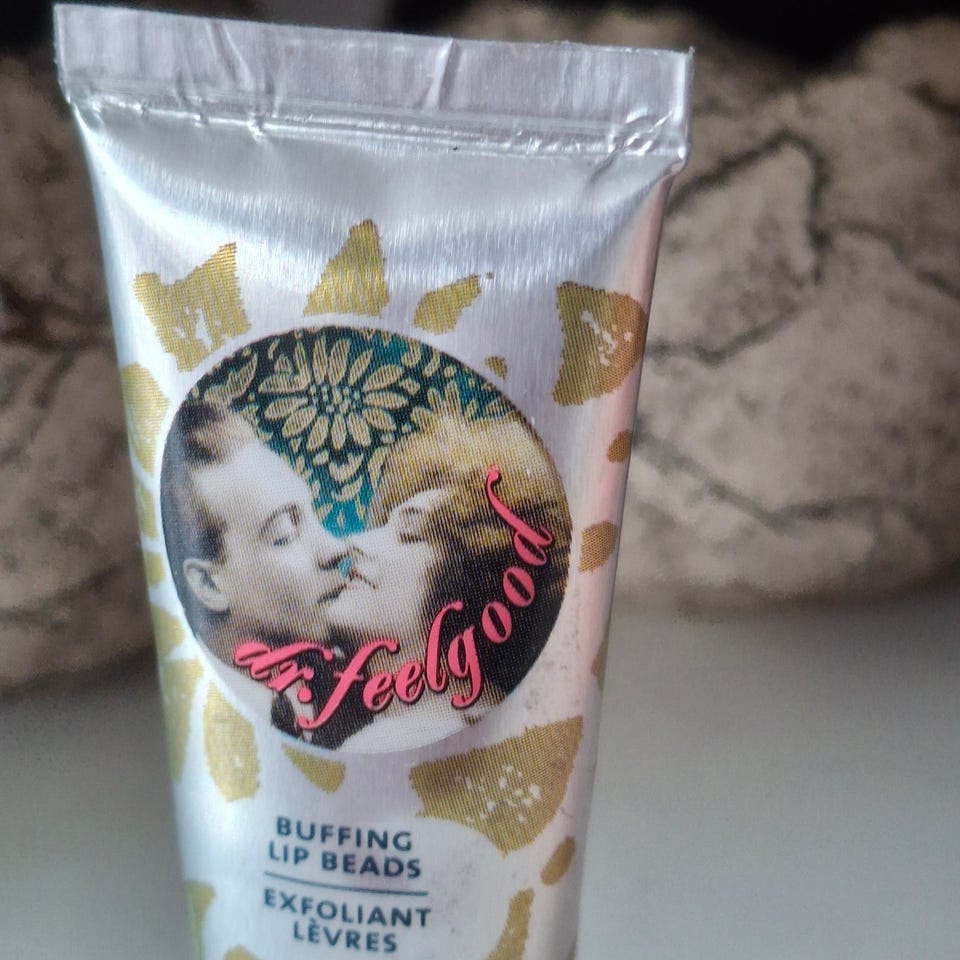 dr.feelgood
BUFFING
LIP BEADS
EXFOLIANT
LÈVRES